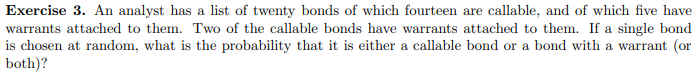 Exercise 3. An analyst has a list of twenty bonds of which fourteen are callable, and of which five have
warrants attached to them. Two of the callable bonds have warrants attached to them. If a single bond
is chosen at random, what is the probability that it is either a callable bond or a bond with a warrant (or
both)?